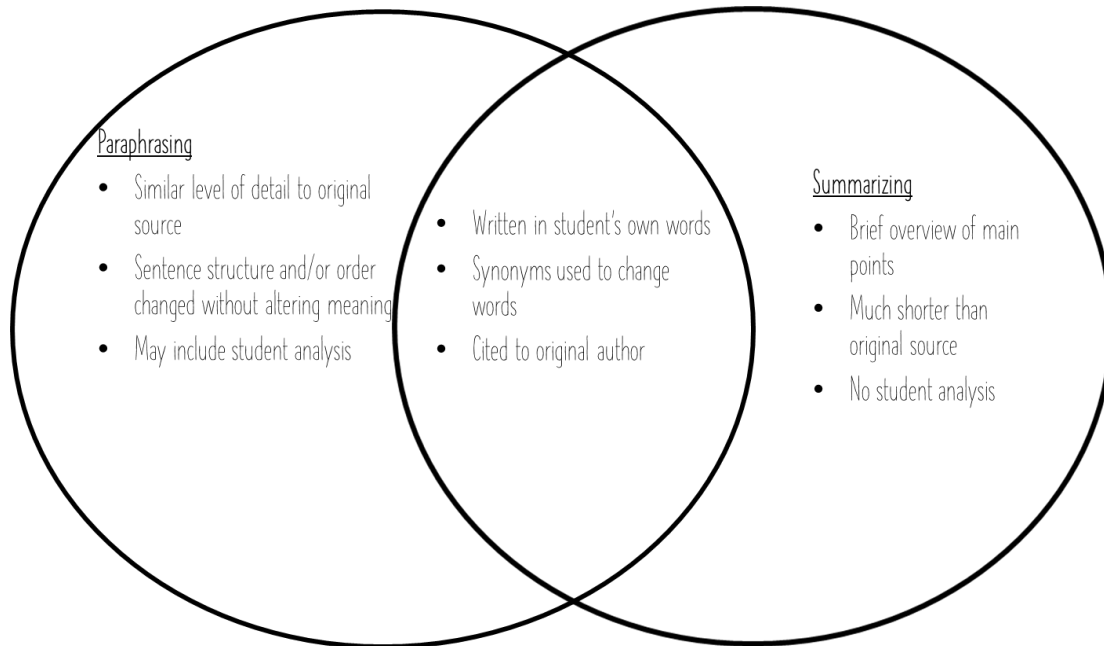 Paraphrasing
• Similar level of detail to original
source
• Sentence structure and/or order
changed without altering meaning
• May include student analysis
• Written in student's own words
• Synonyms used to change
words
• Cited to original author
Summarizing
• Brief overview of main
points
• Much shorter than
original source
• No student analysis